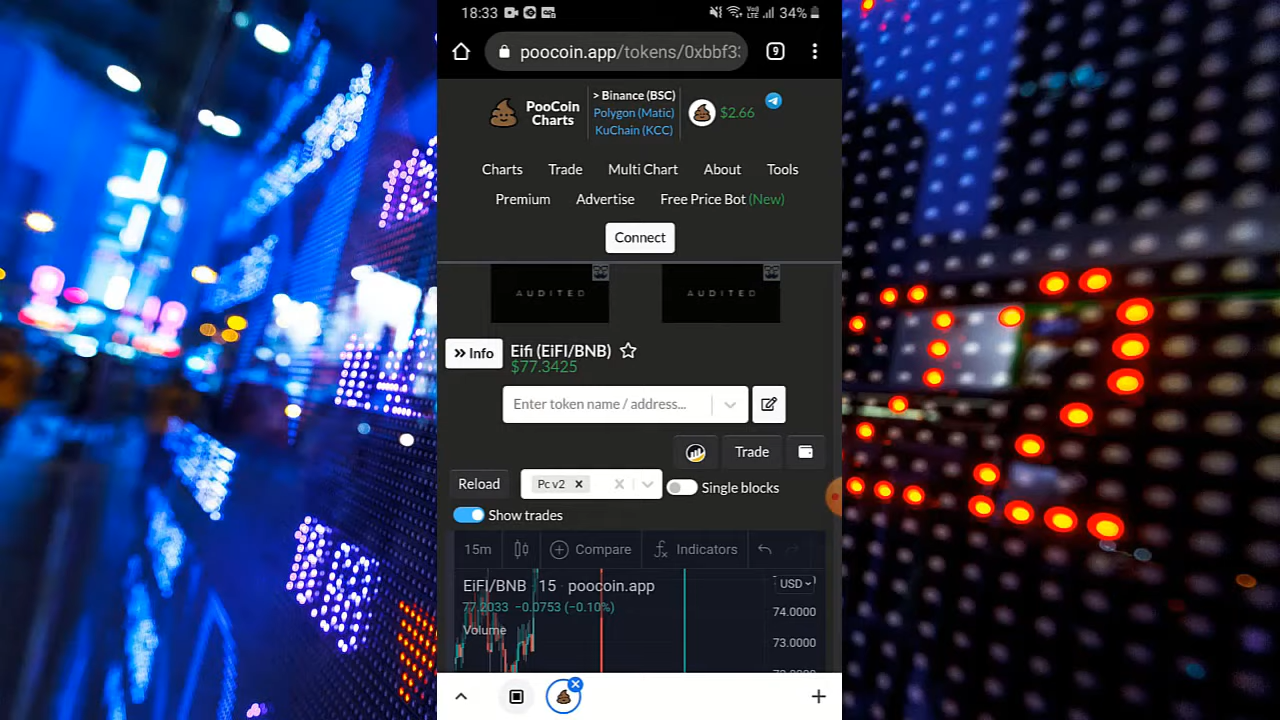 18:33 34%
poocoin.app/tokens/0xbbf3 9
PooCoin
Charts
> Binance (BSC)
Polygon (Matic)
KuChain (KCC)
$2.66
Charts Trade Multi Chart About Tools
Premium Advertise Free Price Bot (New)
Connect
AUDITED AUDITED
Info
Eifi (EiFI/BNB)
$77.3425
Enter token name / address...
Trade
Reload Pc v2 Single blocks
Show trades
15m Compare Indicators
EiFI/BNB 15 poocoin.app USD
77.2033 −0.0753 (−0.10%) 74.0000
Volume 73.0000